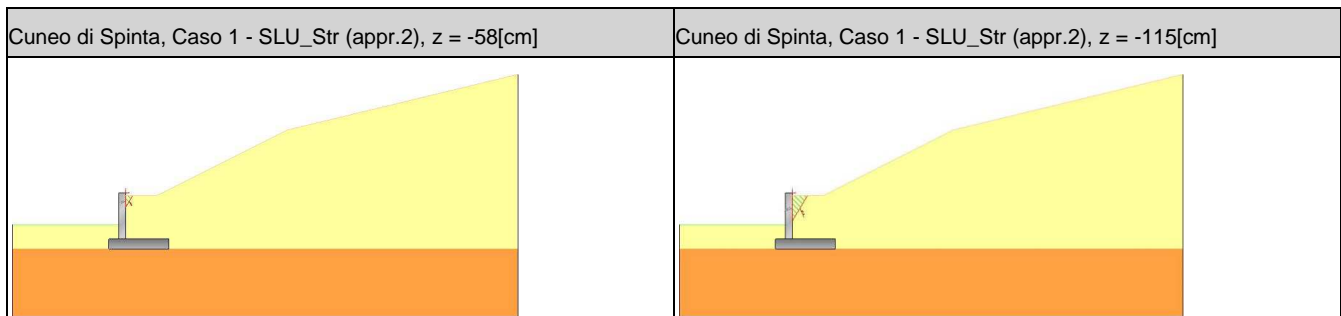 Cuneo di Spinta, Caso 1 - SLU_Str (appr.2), z = -58[cm]
Cuneo di Spinta, Caso 1 - SLU_Str (appr.2), z = -115[cm]